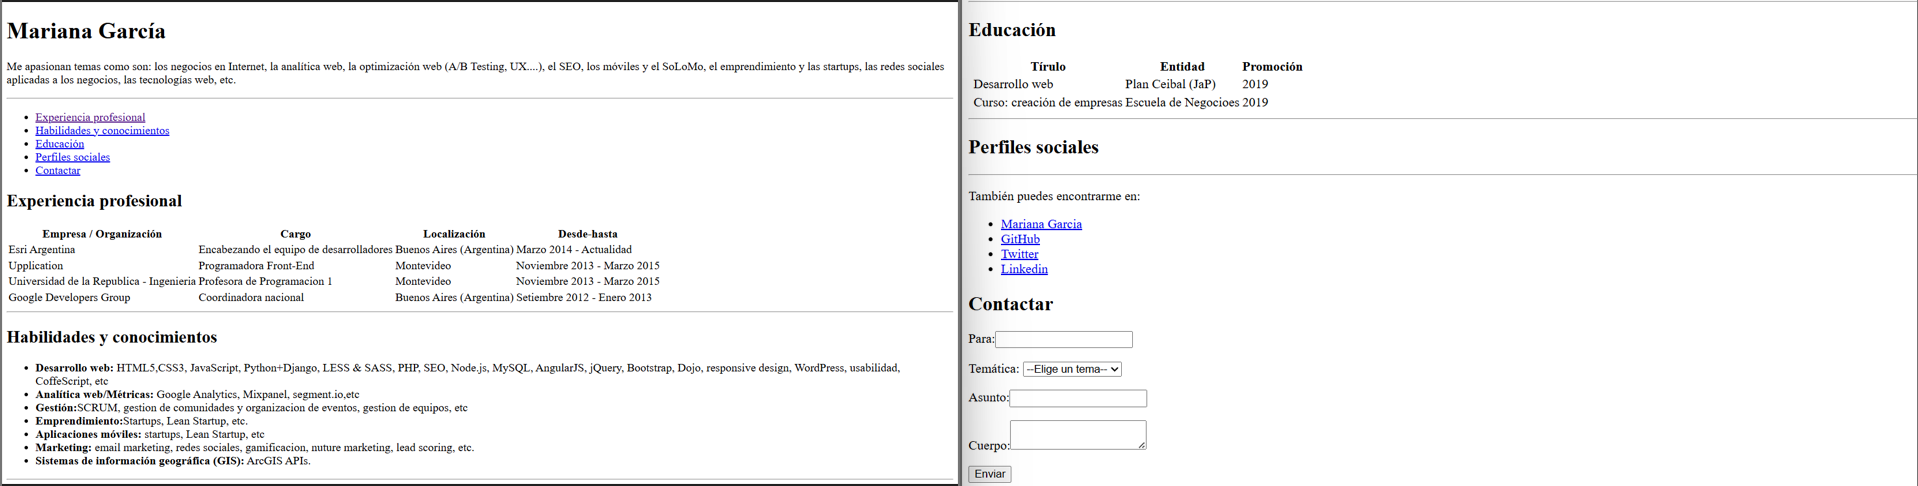 Mariana García
Me apasionan temas como son: los negocios en Internet, la analítica web, la optimización web (A/B Testing, UX....), el SEO, los móviles y el SoLoMo, el emprendimiento y las startups, las redes sociales
aplicadas a los negocios, las tecnologías web, etc.
Experiencia profesional
Habilidades y conocimientos
Educación
Perfiles sociales
Contactar
Experiencia profesional
Empresa / Organización Cargo Localización Desde-hasta
Esri Argentina Encabezando el equipo de desarrolladores Buenos Aires (Argentina) Marzo 2014 - Actualidad
Upplication Programadora Front-End Montevideo Noviembre 2013 - Marzo 2015
Universidad de la Republica - Ingenieria Profesora de Programacion 1 Montevideo Noviembre 2013 - Marzo 2015
Google Developers Group Coordinadora nacional Buenos Aires (Argentina) Setiembre 2012 - Enero 2013
Habilidades y conocimientos
Desarrollo web: HTML5,CSS3, JavaScript, Python+Django, LESS & SASS, PHP, SEO, Node.js, MySQL, AngularJS, jQuery, Bootstrap, Dojo, responsive design, WordPress, usabilidad,
CoffeScript, etc
Analítica web/Métricas: Google Analytics, Mixpanel, segment.io,etc
Gestión:SCRUM, gestion de comunidades y organizacion de eventos, gestion de equipos, etc
Emprendimiento:Startups, Lean Startup, etc.
Aplicaciones móviles: startups, Lean Startup, etc
Marketing: email marketing, redes sociales, gamificacion, nuture marketing, lead scoring, etc.
Sistemas de información geográfica (GIS): ArcGIS APIs.
Educación
Tírulo Entidad Promoción
Desarrollo web Plan Ceibal (JaP) 2019
Curso: creación de empresas Escuela de Negocioes 2019
Perfiles sociales
También puedes encontrarme en:
Mariana Garcia
GitHub
Twitter
Linkedin
Contactar
Para:
Temática: --Elige un tema--
Asunto:
Cuerpo:
Enviar